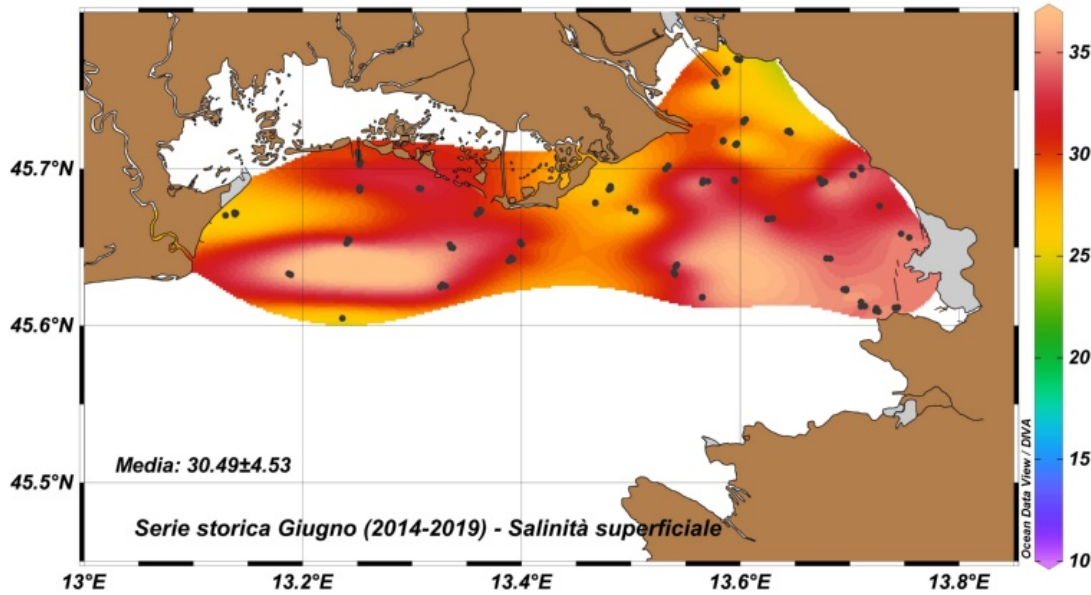 45.7°N
45.6°N
45.5°N
Media: 30.49±4.53
Serie storica Giugno (2014-2019) - Salinità superficiale
13°E
13.2°E
13.4°E
13.6°E
13.8°E
Ocean Data View / DIVA
35
30
25
20
15
10